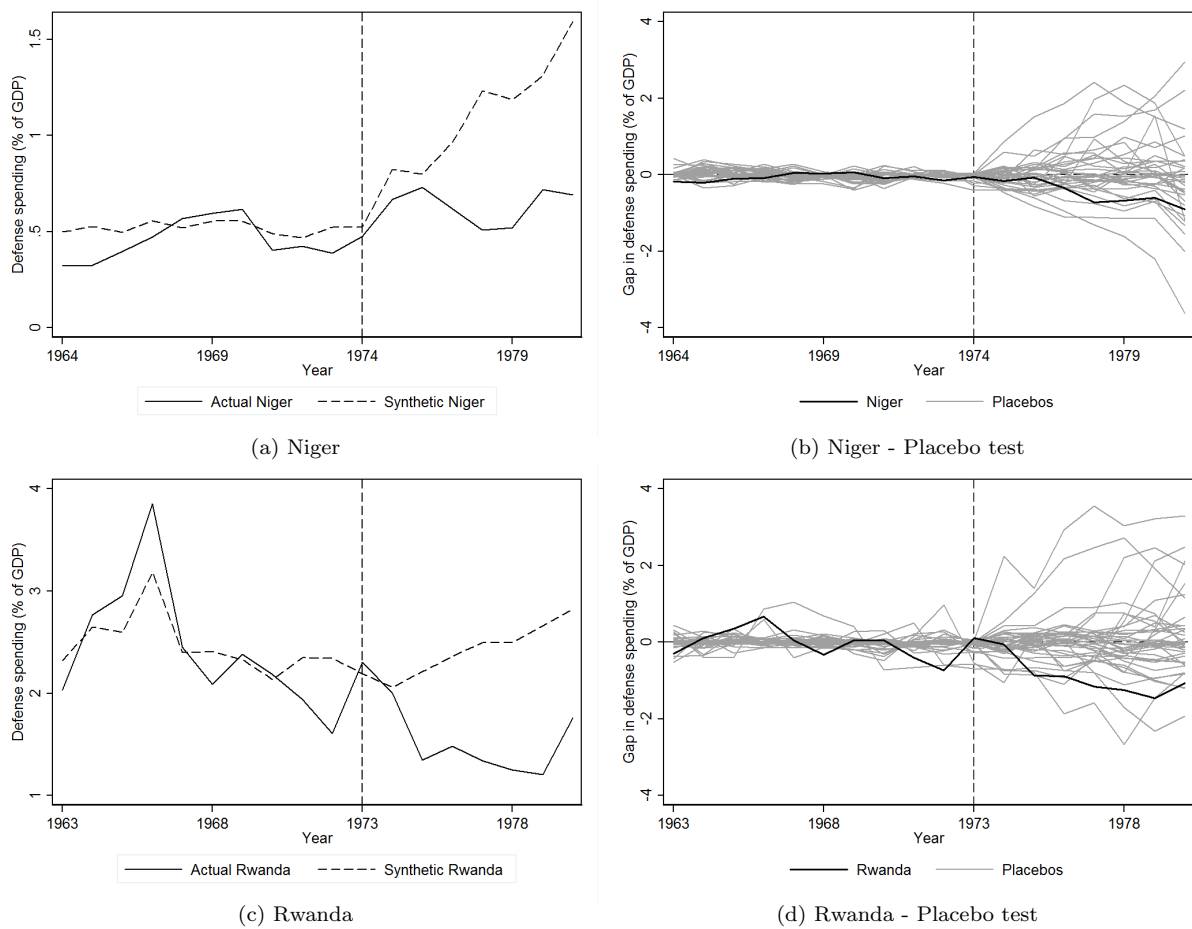 Defense spending (% of GDP)
1.5
1
.5
0
1964 1969 1974 1979
Year
Actual Niger Synthetic Niger
(a) Niger
Gap in defense spending (% of GDP)
4
2
0
-2
-4
1964 1969 1974 1979
Year
Niger Placebos
(b) Niger - Placebo test
Defense spending (% of GDP)
4
3
2
1
1963 1968 1973 1978
Year
Actual Rwanda Synthetic Rwanda
(c) Rwanda
Gap in defense spending (% of GDP)
4
2
0
-2
-4
1963 1968 1973 1978
Year
Rwanda Placebos
(d) Rwanda - Placebo test